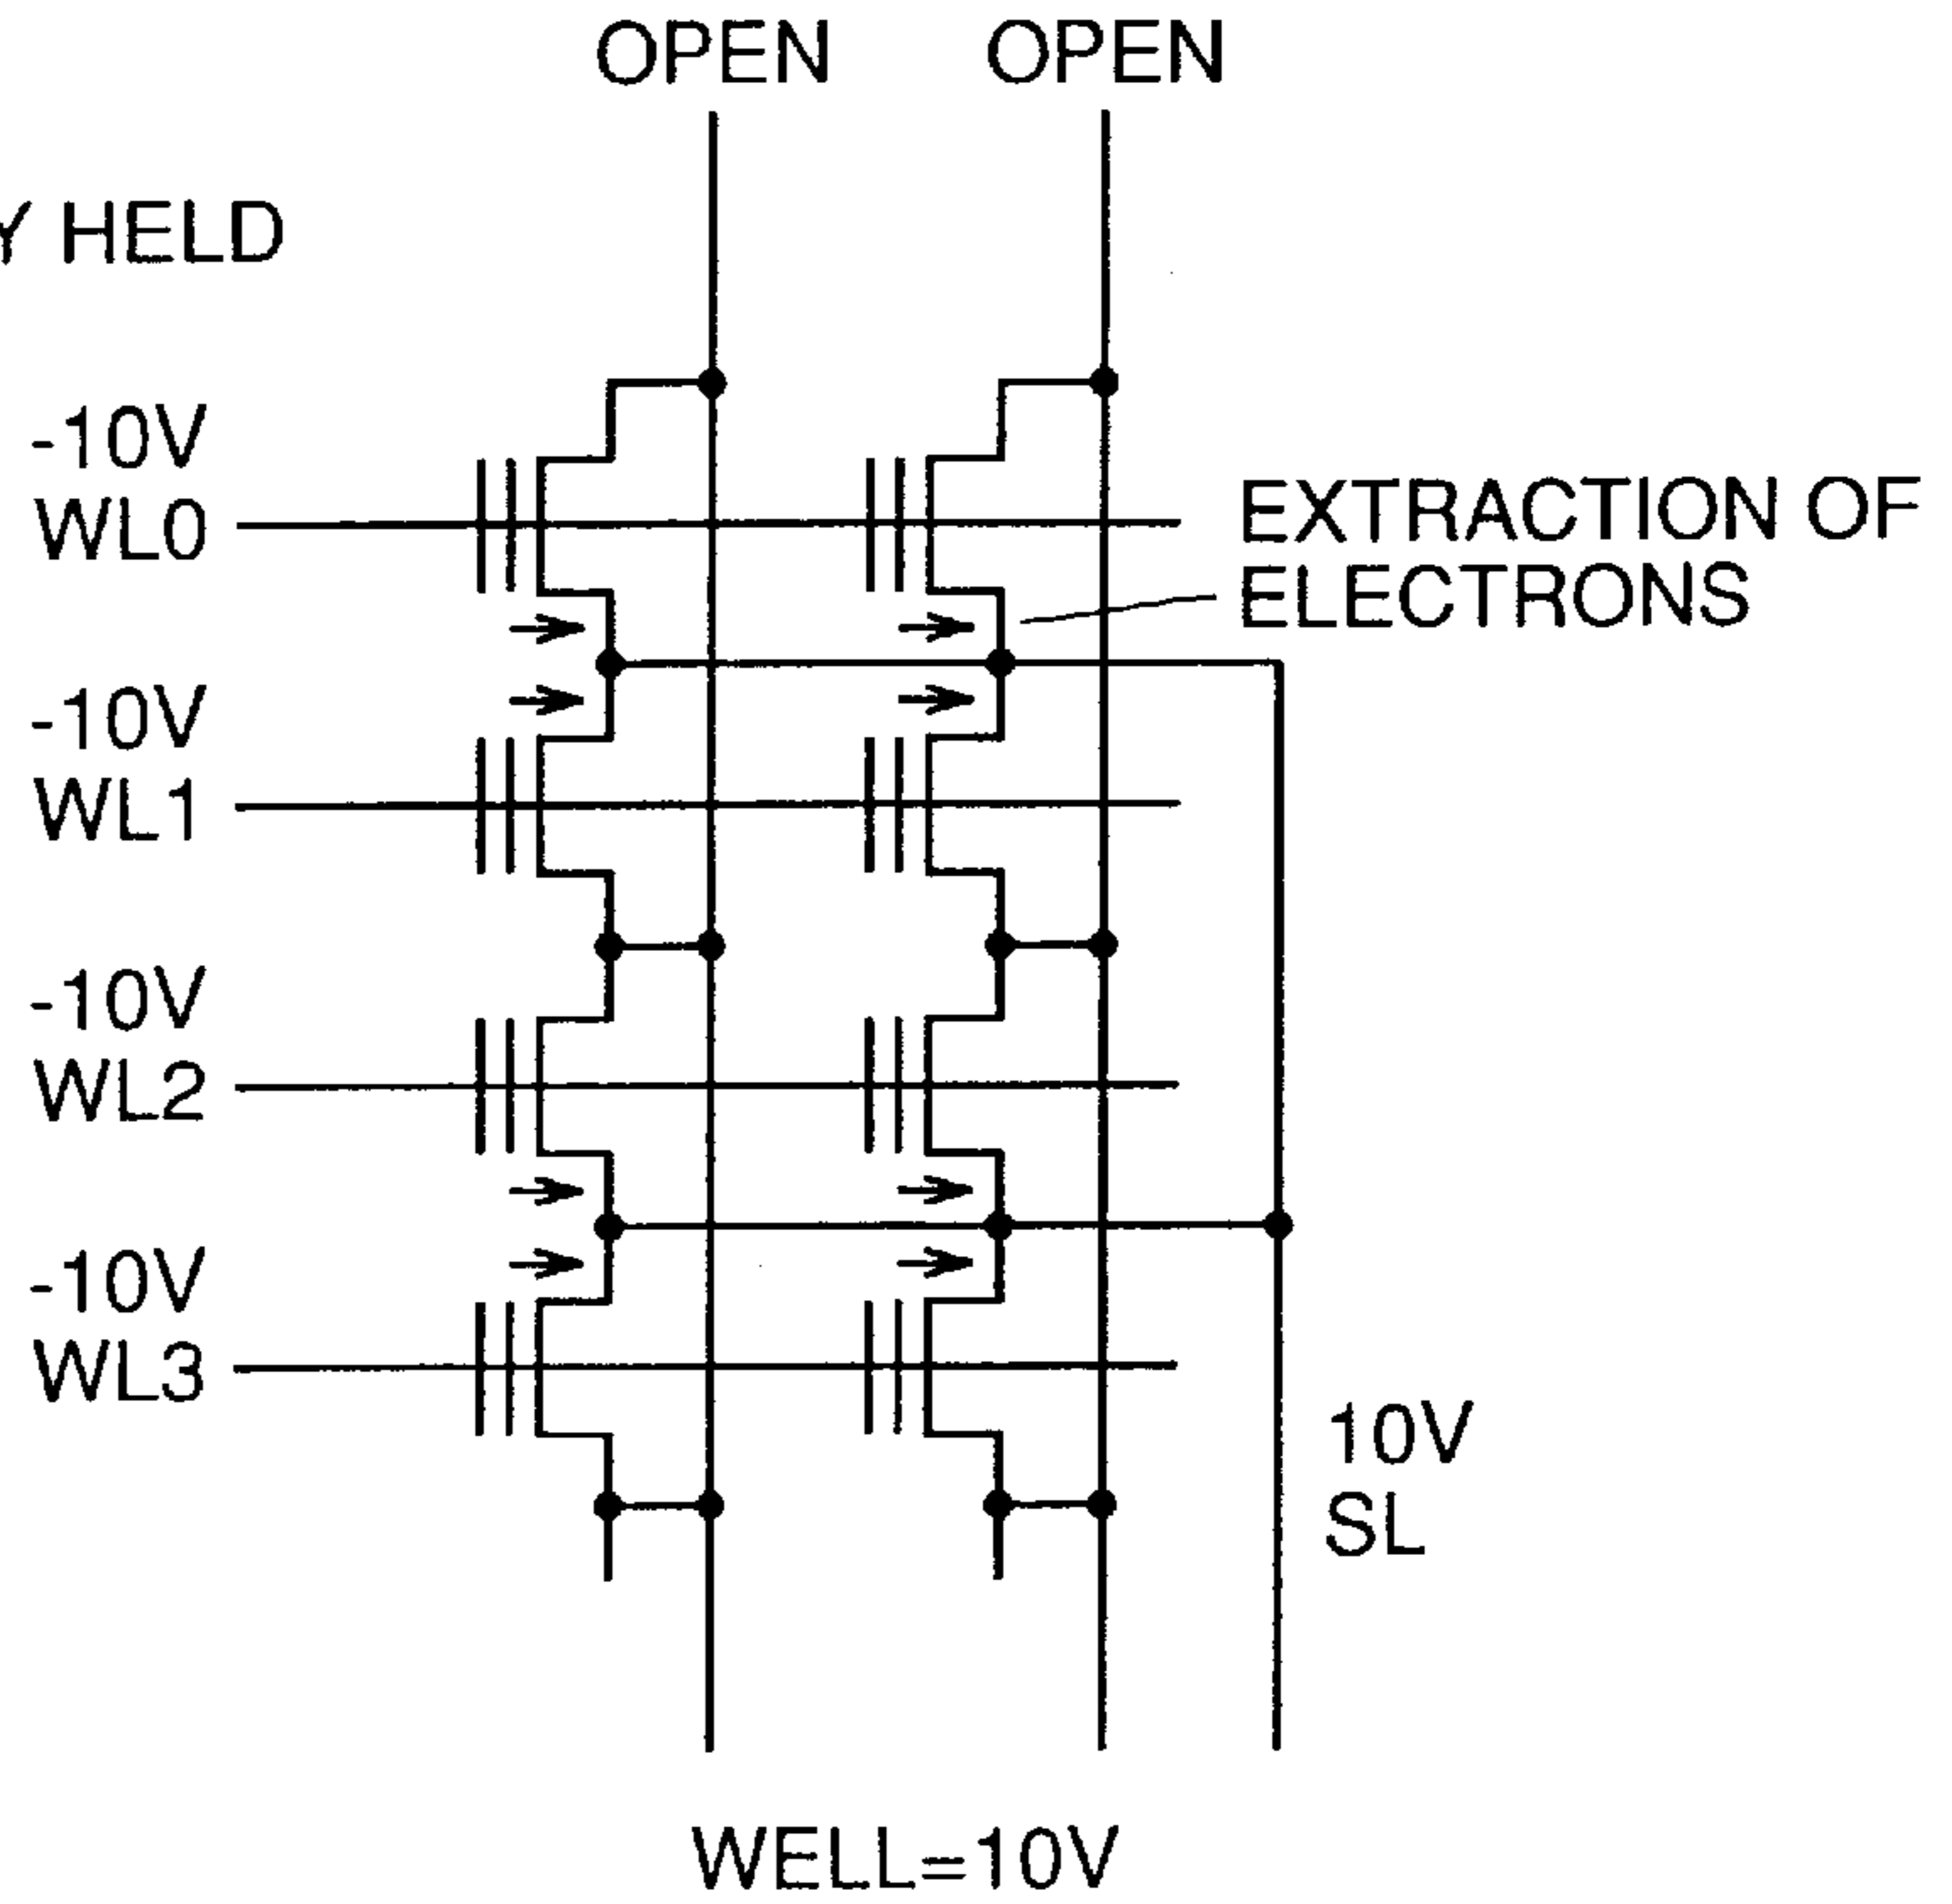 OPEN OPEN
Y HELD
-10V
WL0
EXTRACTION OF
ELECTRONS
-10V
WL1
-10V
WL2
-10V
WL3
10V
SL
WELL=10V